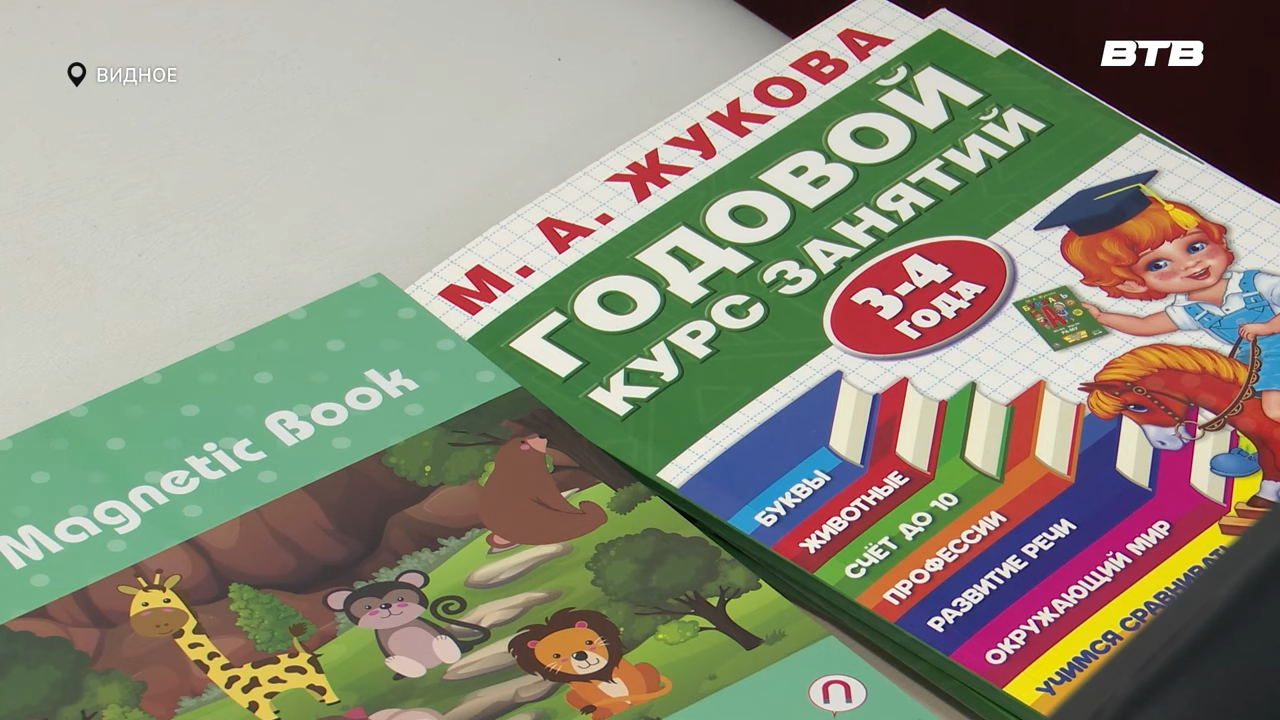 ВИДНОЕ
ВТВ
М. А. ЖУКОВА
ГОДОВОЙ
КУРС ЗАНЯТИЙ
3-4
ГОДА
БУКВЫ
ЖИВОТНЫЕ
СЧЁТ ДО 10
ПРОФЕССИИ
РАЗВИТИЕ РЕЧИ
ОКРУЖАЮЩИЙ МИР
УЧИМСЯ СРАВНИВАТЬ
Magnetic Book